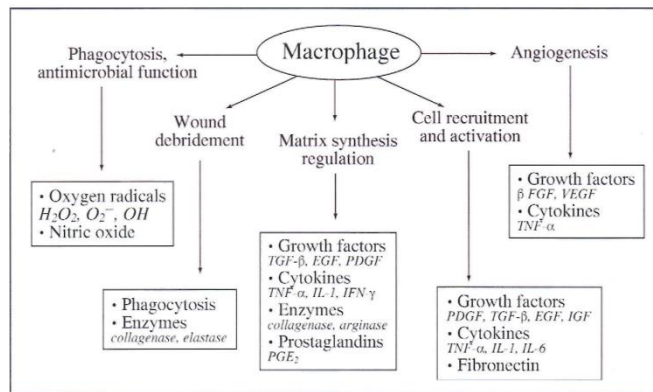 Macrophage
Phagocytosis,
antimicrobial function
• Oxygen radicals
H₂O₂, O₂⁻, OH
• Nitric oxide
Wound
debridement
• Phagocytosis
• Enzymes
collagenase, elastase
Matrix synthesis
regulation
• Growth factors
TGF-β, EGF, PDGF
• Cytokines
TNF-α, IL-1, IFN-γ
• Enzymes
collagenase, arginase
• Prostaglandins
PGE₂
Cell recruitment
and activation
• Growth factors
PDGF, TGF-β, EGF, IGF
• Cytokines
TNF-α, IL-1, IL-6
• Fibronectin
Angiogenesis
• Growth factors
β FGF, VEGF
• Cytokines
TNF-α